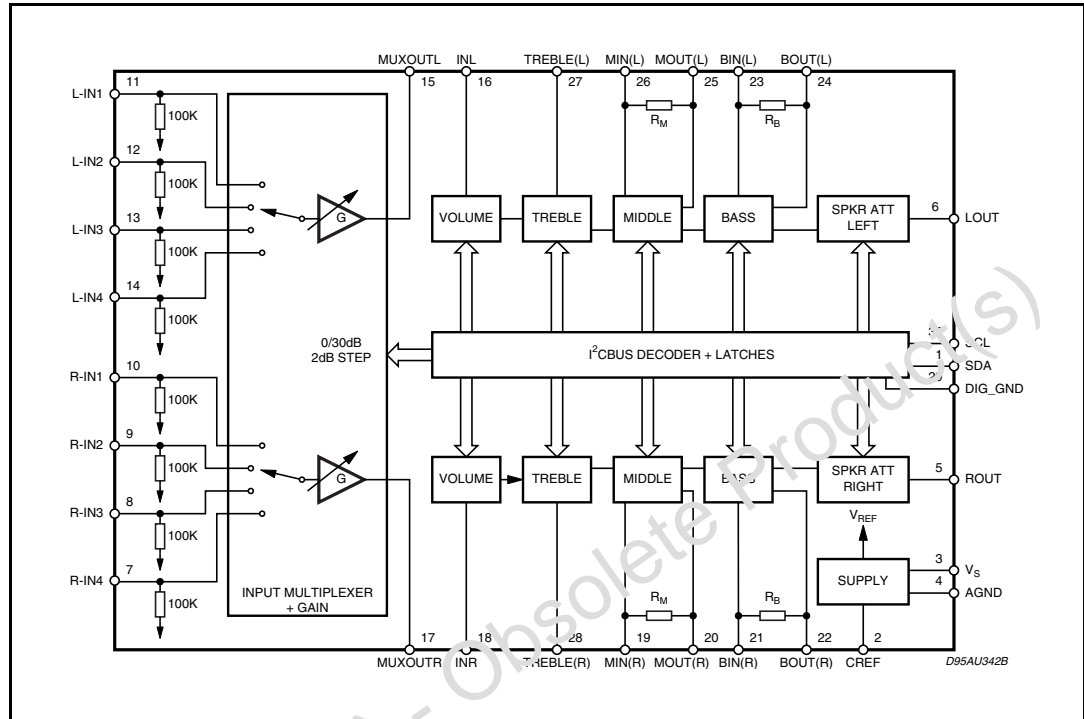 MUXOUTL INL TREBLE(L) MIN(L) MOUT(L) BIN(L) BOUT(L)
15 16 27 26 25 23 24
L-IN1 11
100K
L-IN2 12
100K
L-IN3 13
100K
L-IN4 14
100K
R-IN1 10
100K
R-IN2 9
100K
R-IN3 8
100K
R-IN4 7
100K
G
G
0/30dB
2dB STEP
INPUT MULTIPLEXER
+ GAIN
RM
RB
VOLUME TREBLE MIDDLE BASS SPKR ATT
LEFT
6 LOUT
I2CBUS DECODER + LATCHES
SCL
1 SDA
DIG_GND
VOLUME TREBLE MIDDLE BASS SPKR ATT
RIGHT
5 ROUT
VREF
SUPPLY
3 VS
4 AGND
RM
RB
17 18 28 19 20 21 22 2
MUXOUTR INR TREBLE(R) MIN(R) MOUT(R) BIN(R) BOUT(R) CREF
D95AU342B
) - Obsolete Product(s)